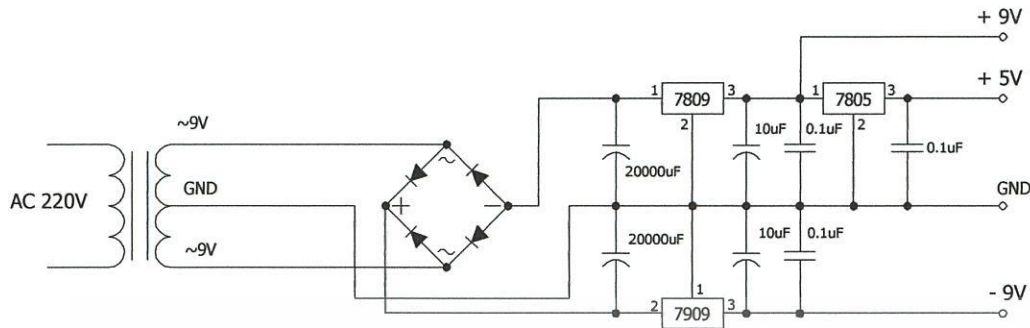 + 9V
+ 5V
1 7809 3
1 7805 3
2
2
~9V
10uF
0.1uF
0.1uF
~
20000uF
AC 220V
GND
+
−
GND
20000uF
10uF
0.1uF
~9V
~
1
2 7909 3
- 9V